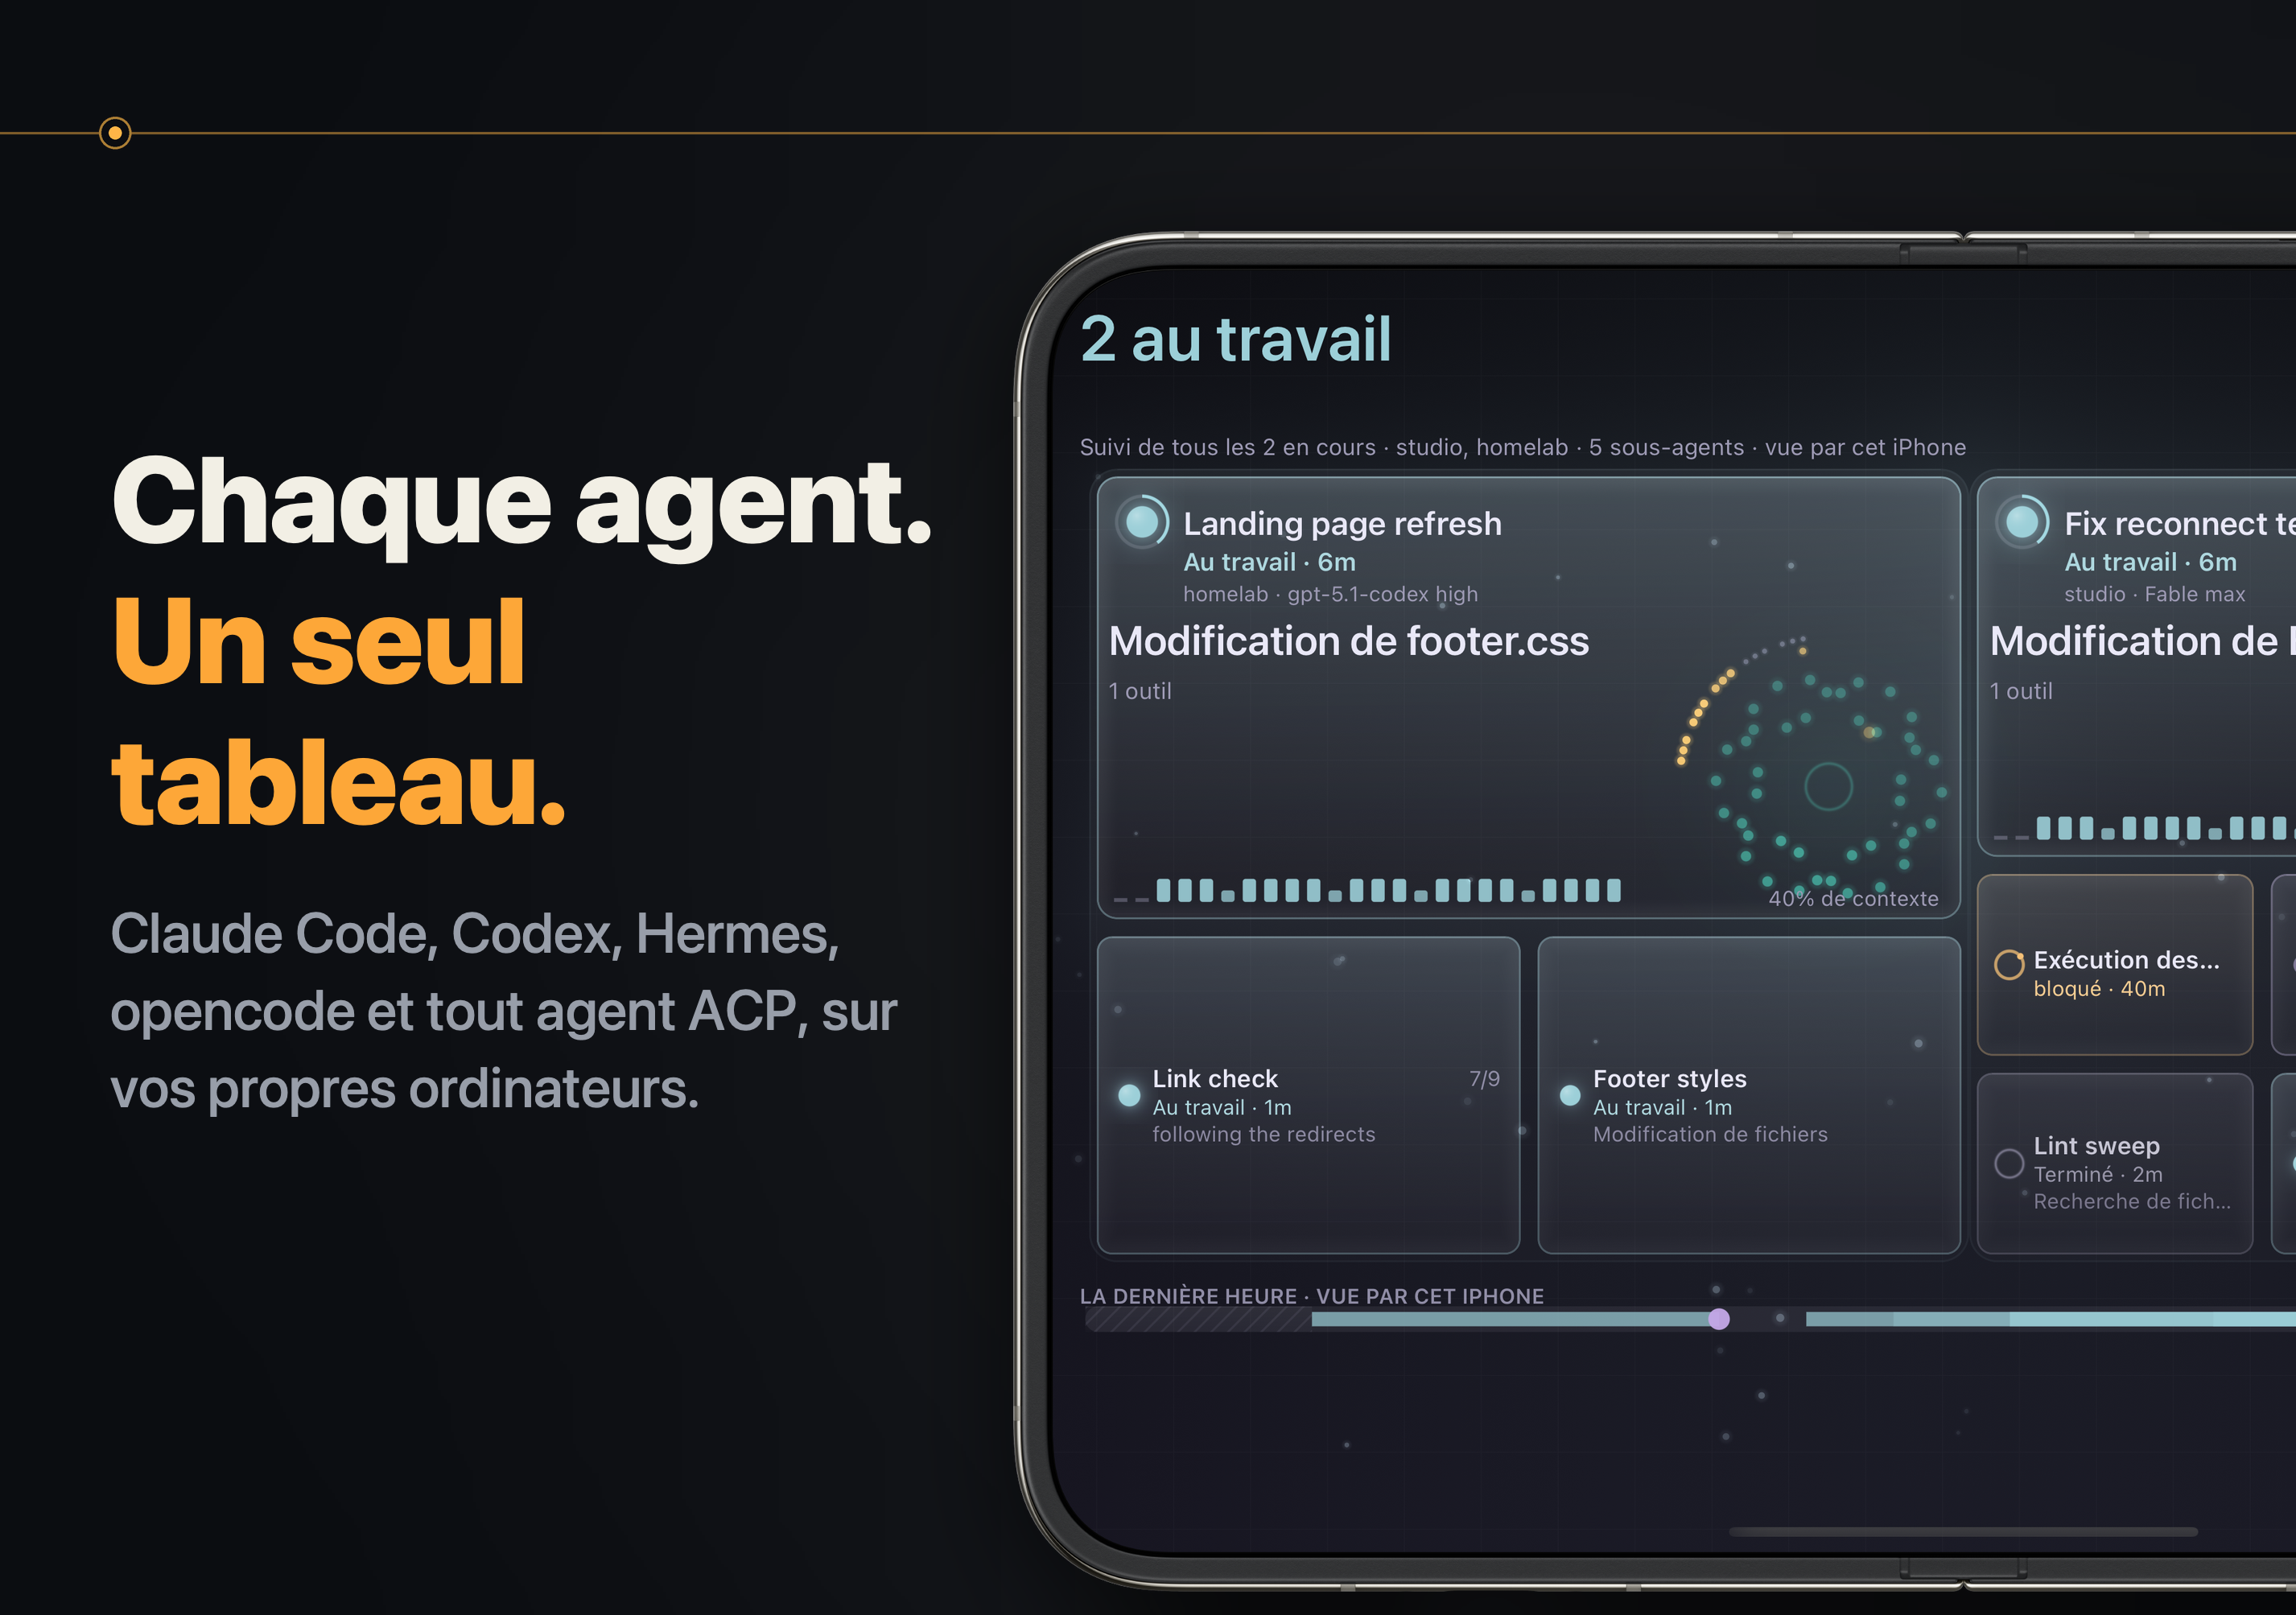 Chaque agent.
Un seul
tableau.
Claude Code, Codex, Hermes,
opencode et tout agent ACP, sur
vos propres ordinateurs.
2 au travail
Suivi de tous les 2 en cours · studio, homelab · 5 sous-agents · vue par cet iPhone
Landing page refresh
Au travail · 6m
homelab · gpt-5.1-codex high
Modification de footer.css
1 outil
40% de contexte
Fix reconnect te
Au travail · 6m
studio · Fable max
Modification de
1 outil
Link check
7/9
Au travail · 1m
following the redirects
Footer styles
Au travail · 1m
Modification de fichiers
Exécution des...
bloqué · 40m
Lint sweep
Terminé · 2m
Recherche de fich...
LA DERNIÈRE HEURE · VUE PAR CET IPHONE